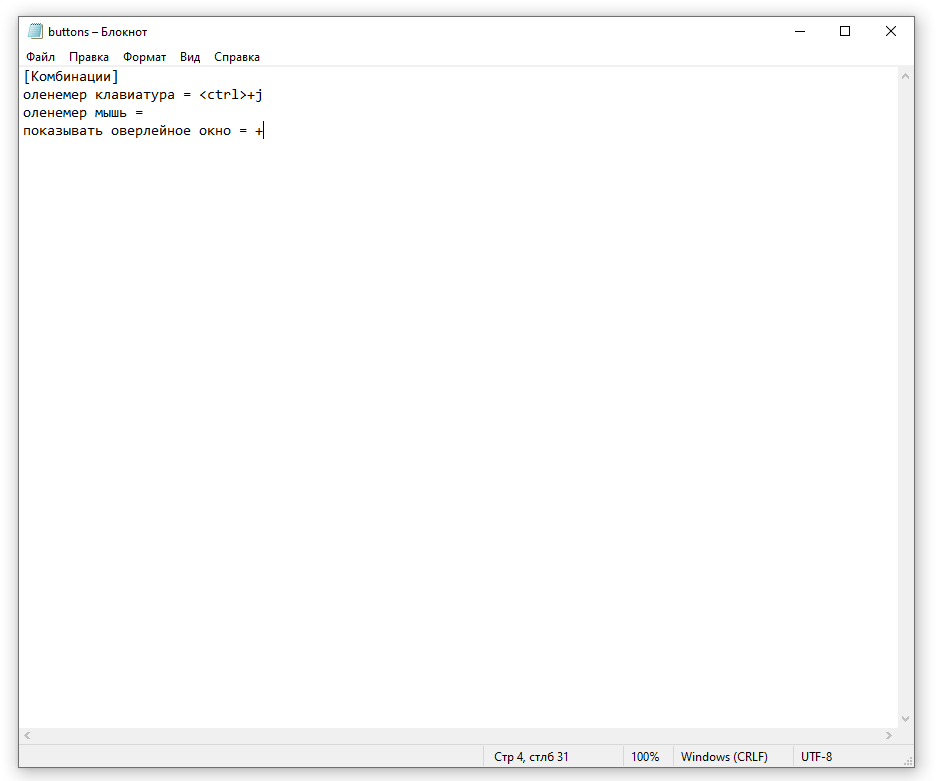 buttons – Блокнот
Файл Правка Формат Вид Справка
[Комбинации]
оленемер клавиатура = <ctrl>+j
оленемер мышь =
показывать оверлейное окно = +
Стр 4, стлб 31 100% Windows (CRLF) UTF-8